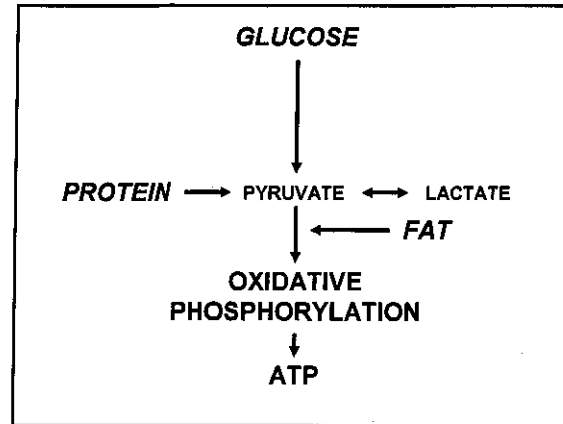 GLUCOSE
PROTEIN PYRUVATE LACTATE
FAT
OXIDATIVE
PHOSPHORYLATION
ATP